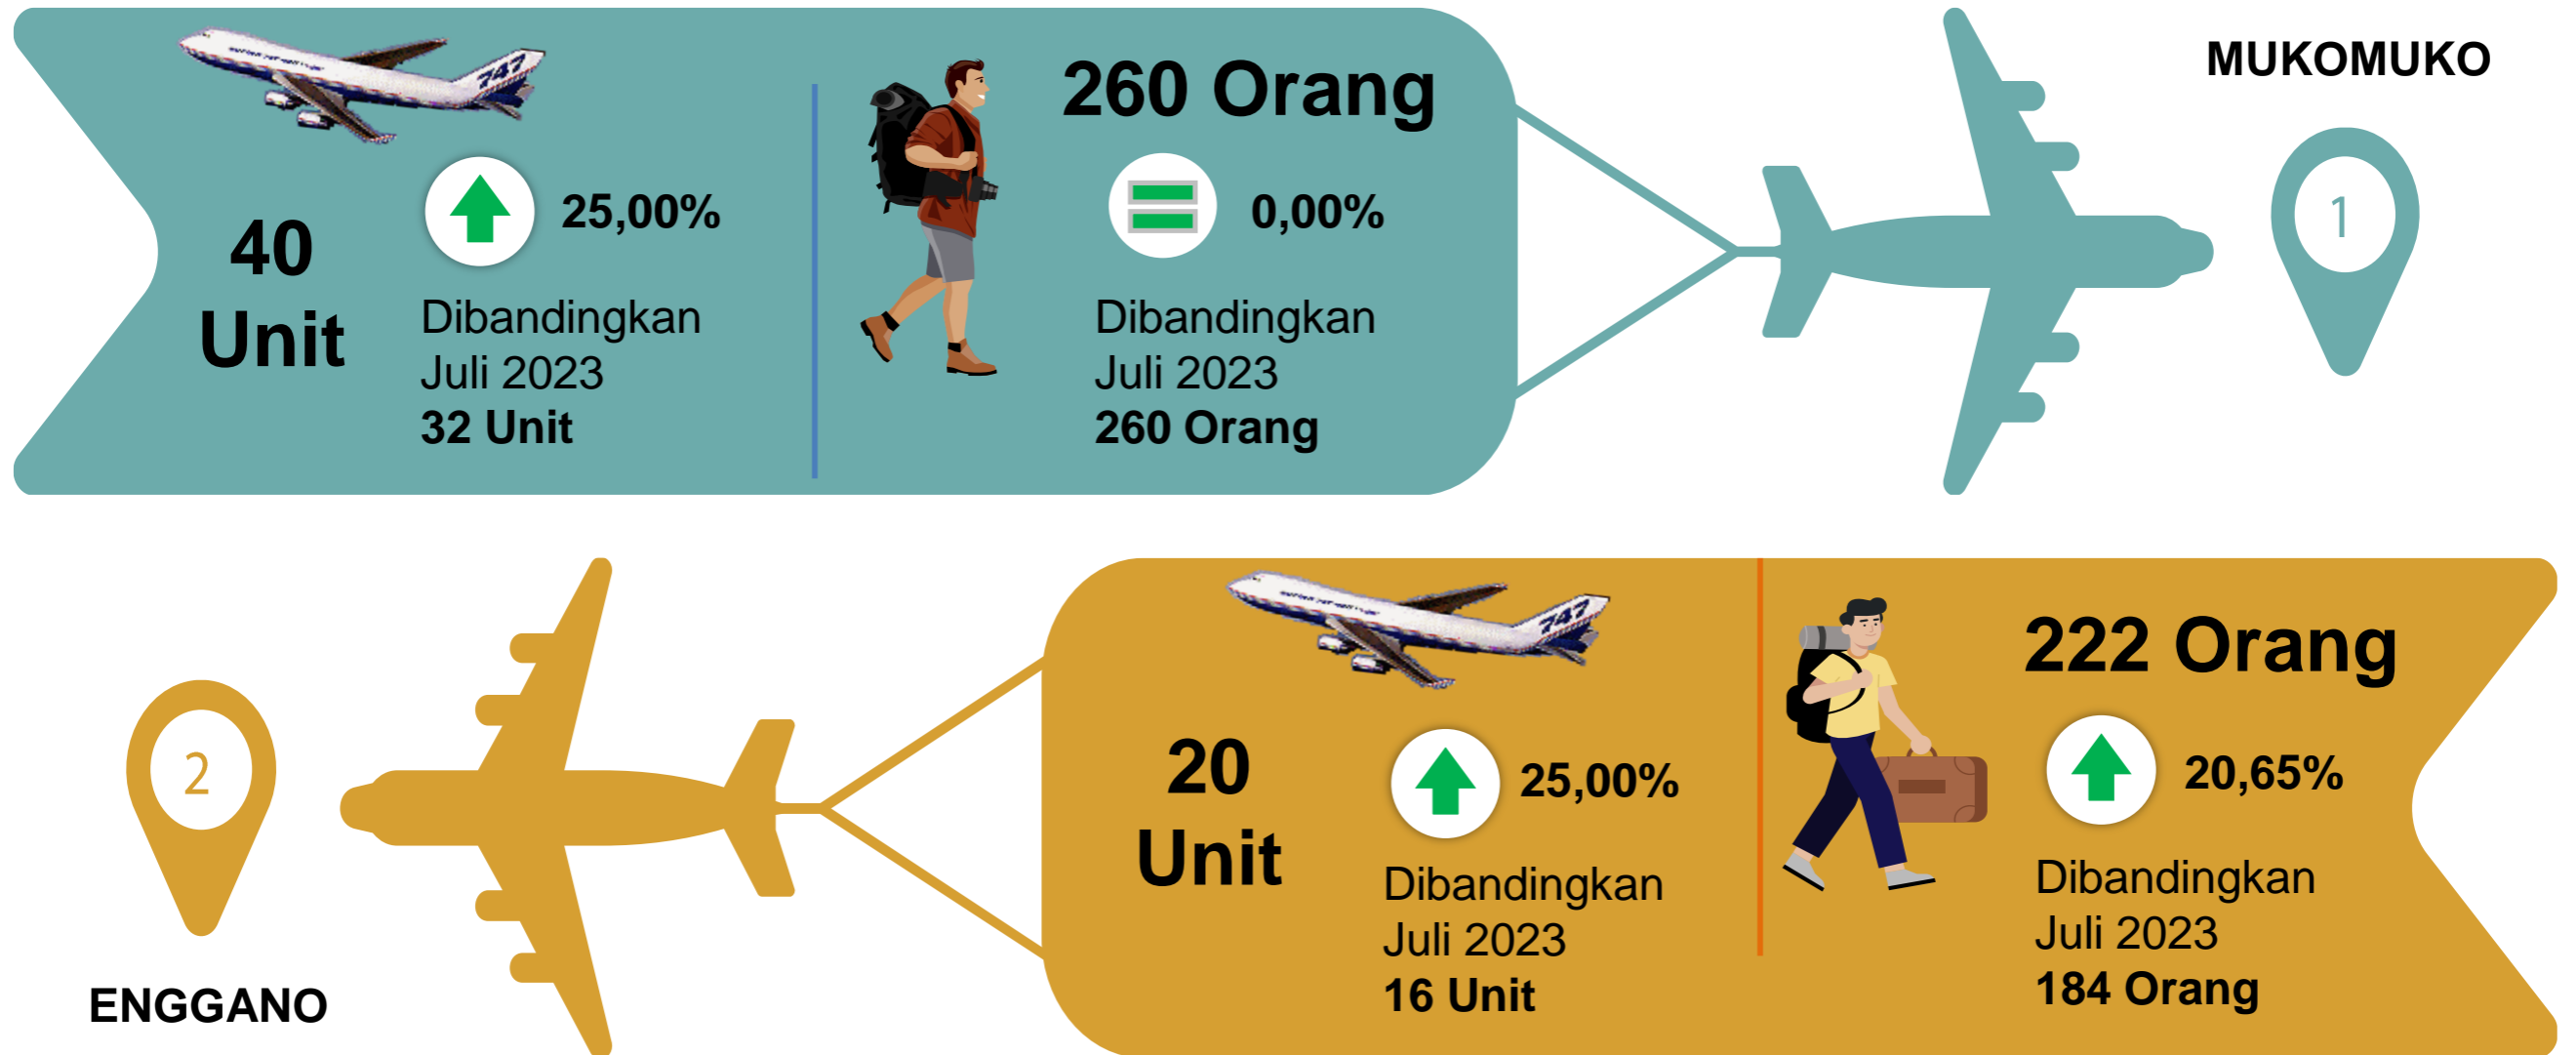 MUKOMUKO
1
747
40
Unit
25,00%
Dibandingkan
Juli 2023
32 Unit
260 Orang
0,00%
Dibandingkan
Juli 2023
260 Orang
2
ENGGANO
747
20
Unit
25,00%
Dibandingkan
Juli 2023
16 Unit
222 Orang
20,65%
Dibandingkan
Juli 2023
184 Orang